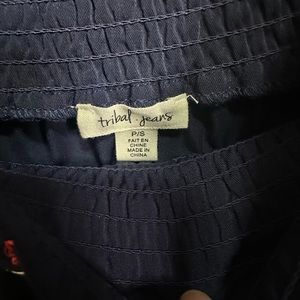 tribal.jeans
P/S
FAIT EN
CHINE
MADE IN
CHINA